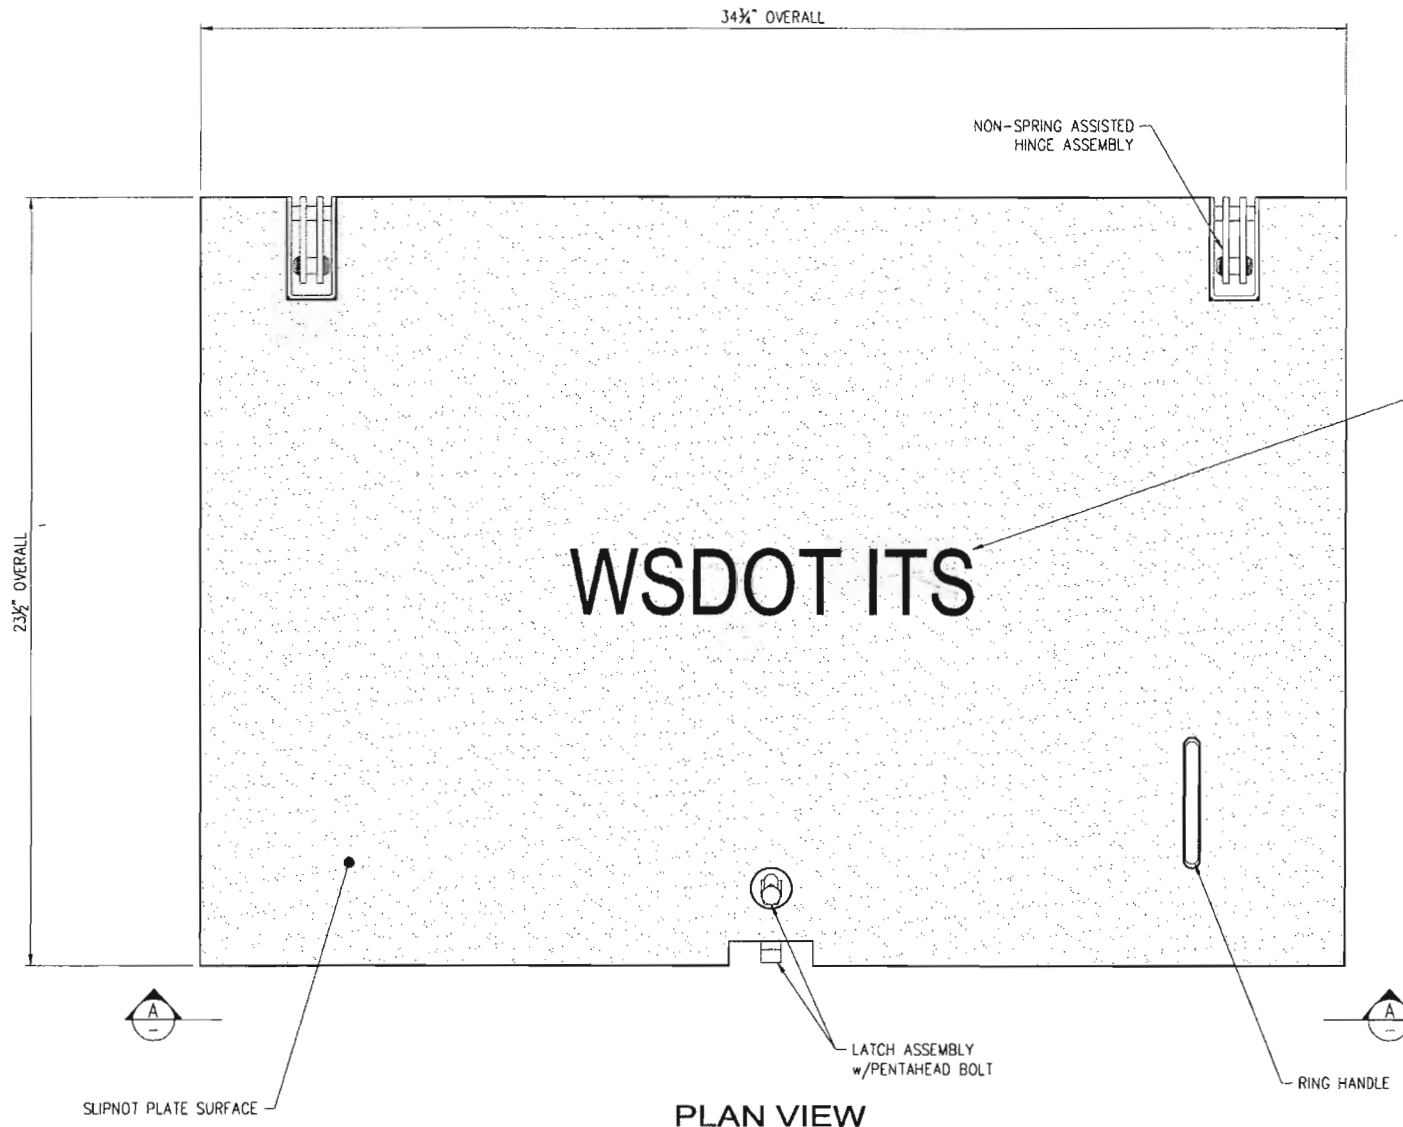 34¾" OVERALL
NON-SPRING ASSISTED
HINGE ASSEMBLY
23½" OVERALL
WSDOT ITS
A
–
A
–
LATCH ASSEMBLY
w/PENTAHEAD BOLT
RING HANDLE
SLIPNOT PLATE SURFACE
PLAN VIEW